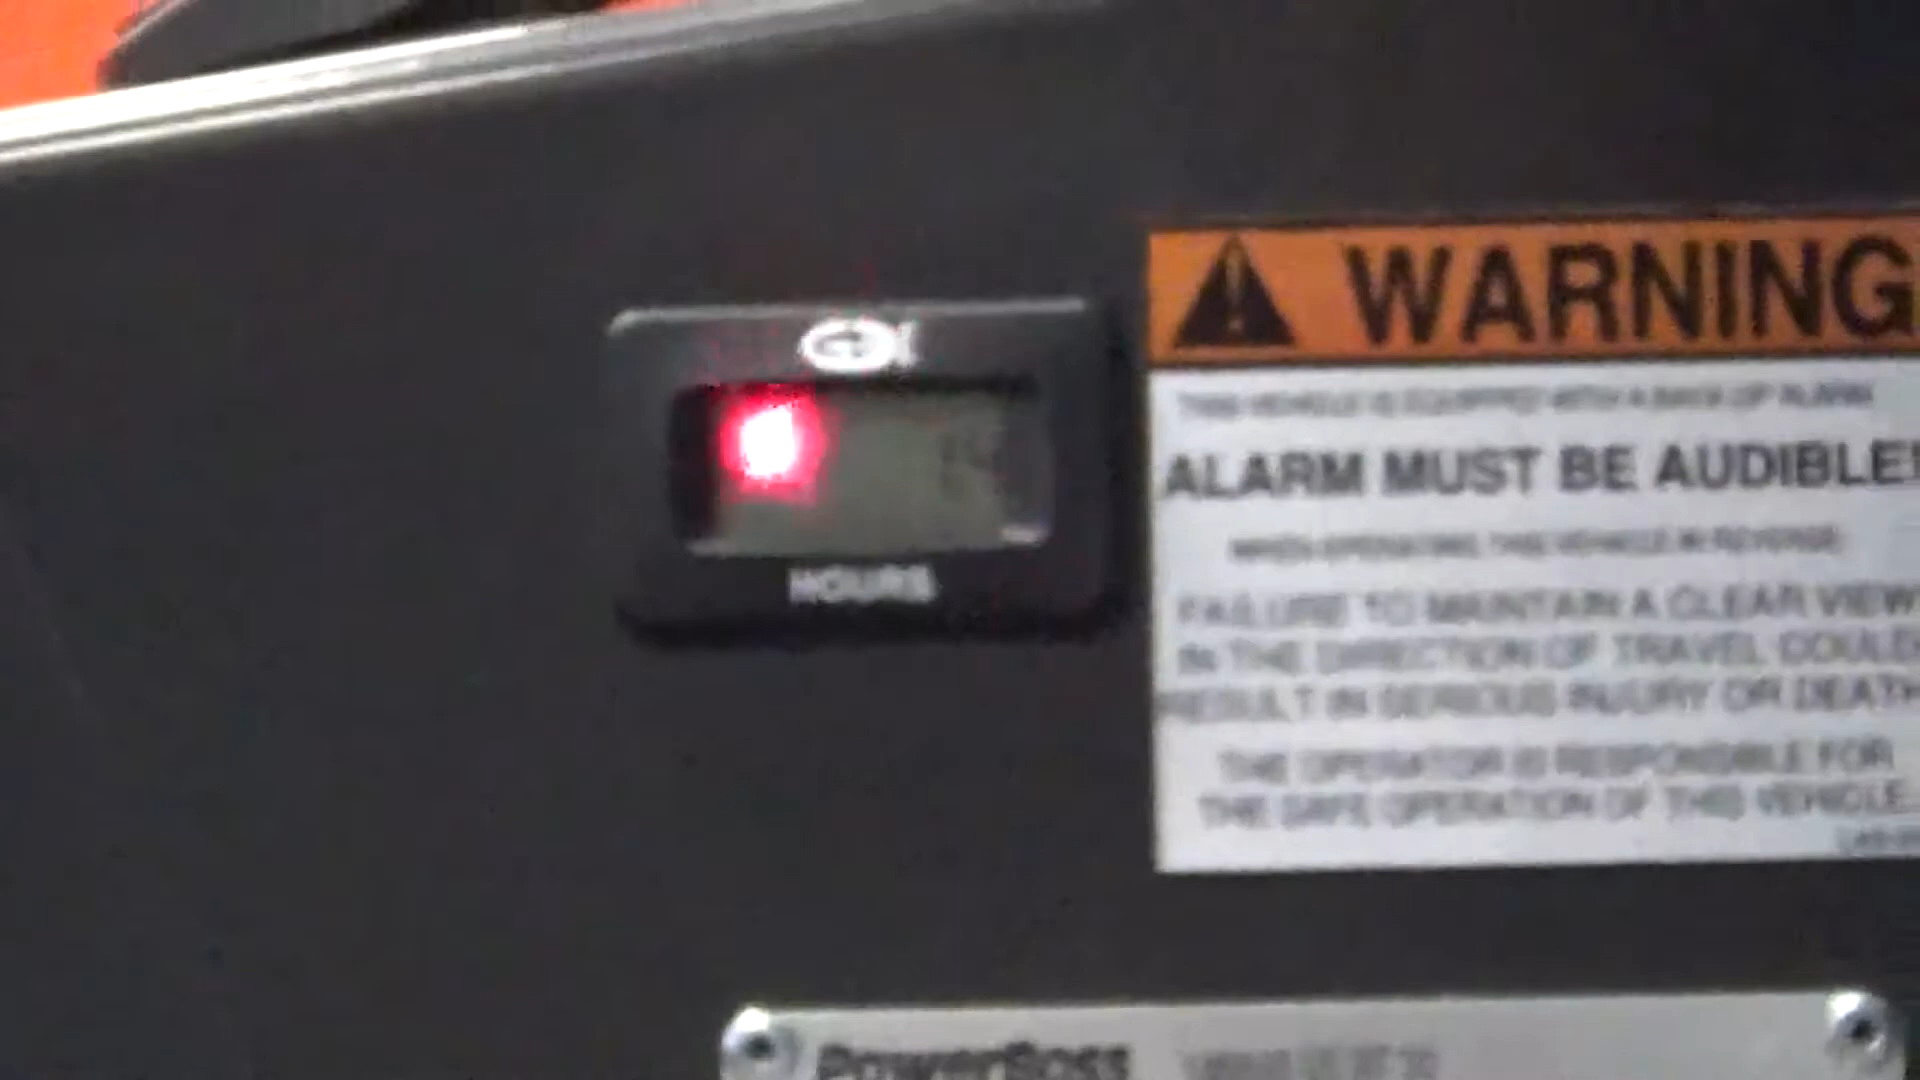 HOURS
WARNING
THIS VEHICLE IS EQUIPPED WITH A BACK UP ALARM
ALARM MUST BE AUDIBLE!
WHEN OPERATING THIS VEHICLE IN REVERSE
FAILURE TO MAINTAIN A CLEAR VIEW
IN THE DIRECTION OF TRAVEL COULD
RESULT IN SERIOUS INJURY OR DEATH
THE OPERATOR IS RESPONSIBLE FOR
THE SAFE OPERATION OF THIS VEHICLE.
PowerBoss